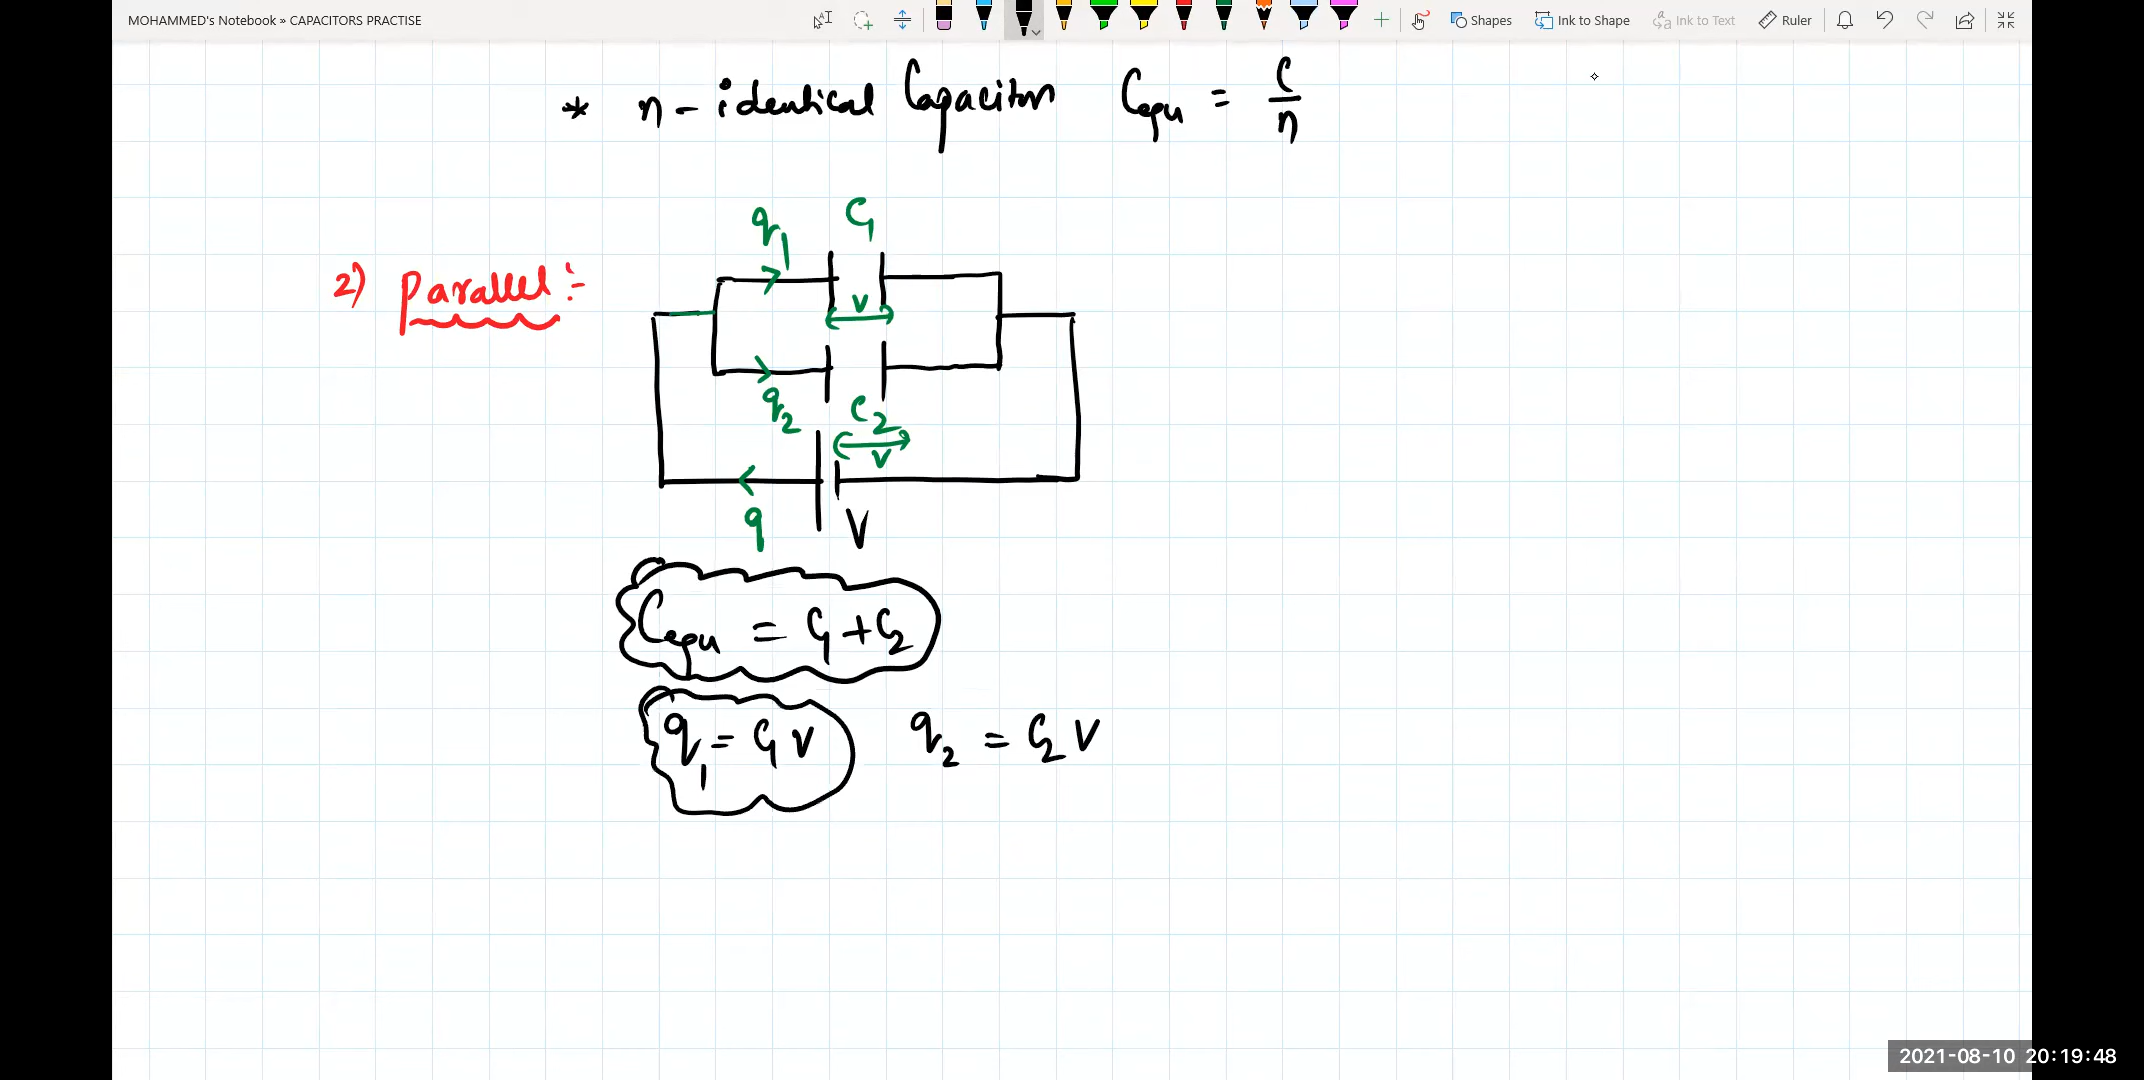 MOHAMMED's Notebook » CAPACITORS PRACTISE
Shapes Ink to Shape Ink to Text Ruler
* n - identical Capacitors Cequ = C/n
2) Parallel :-
q1 C1
V
q2 C2
V
q V
Cequ = C1 + C2
q1 = C1 V q2 = C2 V
2021-08-10 20:19:48